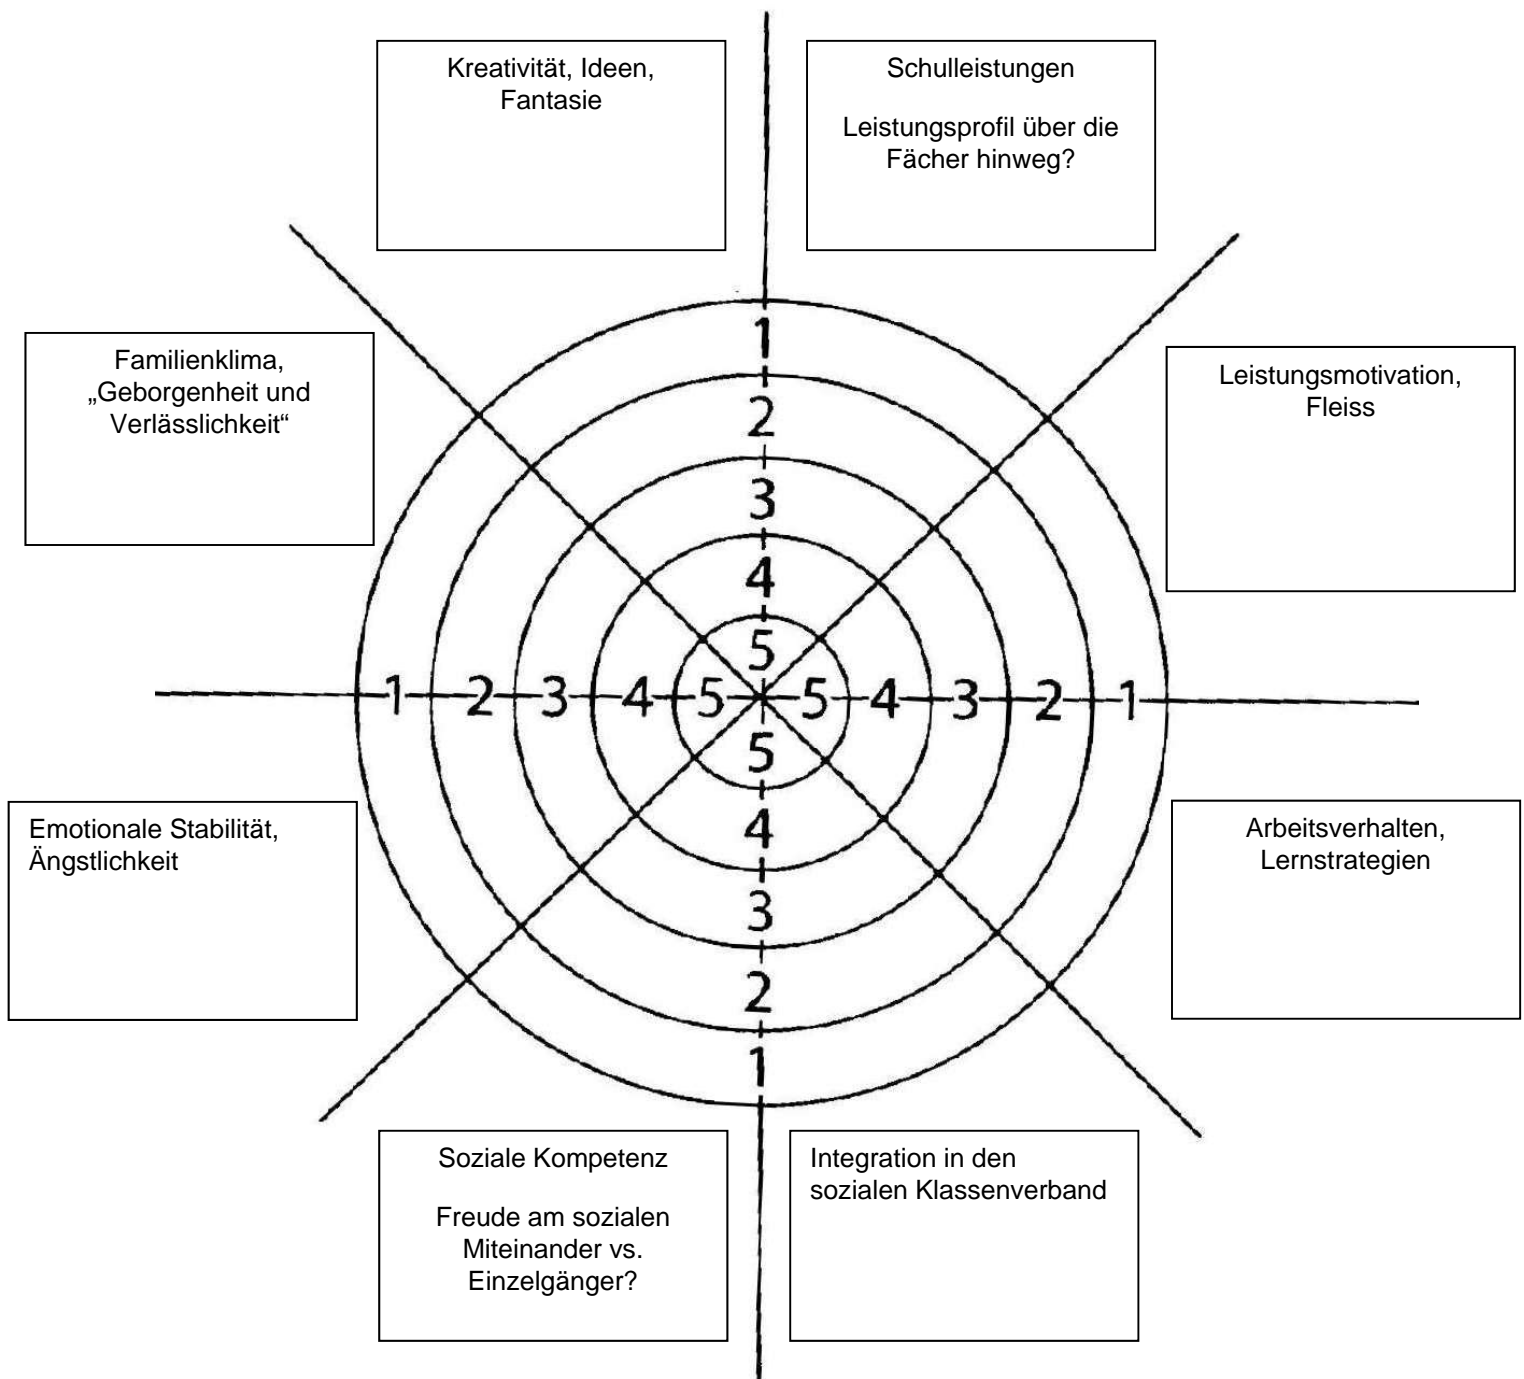 Kreativität, Ideen,
Fantasie
Schulleistungen
Leistungsprofil über die
Fächer hinweg?
Familienklima,
„Geborgenheit und
Verlässlichkeit“
Leistungsmotivation,
Fleiss
1
2
3
4
5
1 2 3 4 5 5 4 3 2 1
5
4
3
2
1
Emotionale Stabilität,
Ängstlichkeit
Arbeitsverhalten,
Lernstrategien
Soziale Kompetenz
Freude am sozialen
Miteinander vs.
Einzelgänger?
Integration in den
sozialen Klassenverband